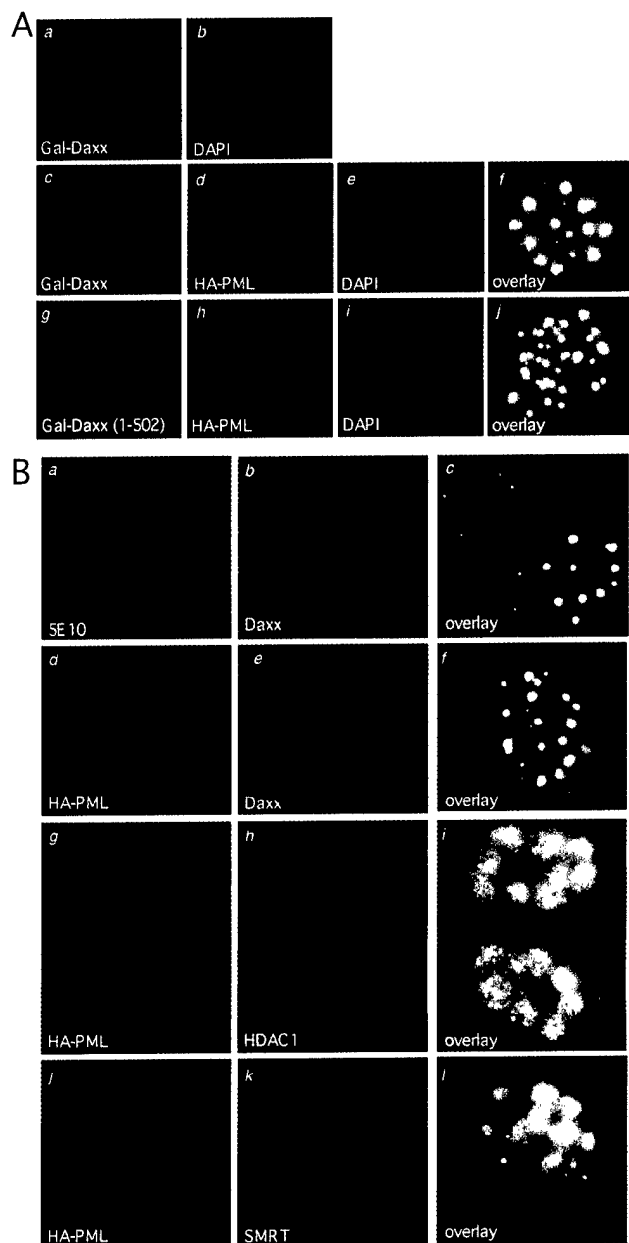 A
a b
Gal-Daxx DAPI
c d e f
Gal-Daxx HA-PML DAPI overlay
g h i j
Gal-Daxx (1-502) HA-PML DAPI overlay
B
a b c
5E10 Daxx overlay
d e f
HA-PML Daxx overlay
g h i
HA-PML HDAC1 overlay
j k l
HA-PML SMRT overlay